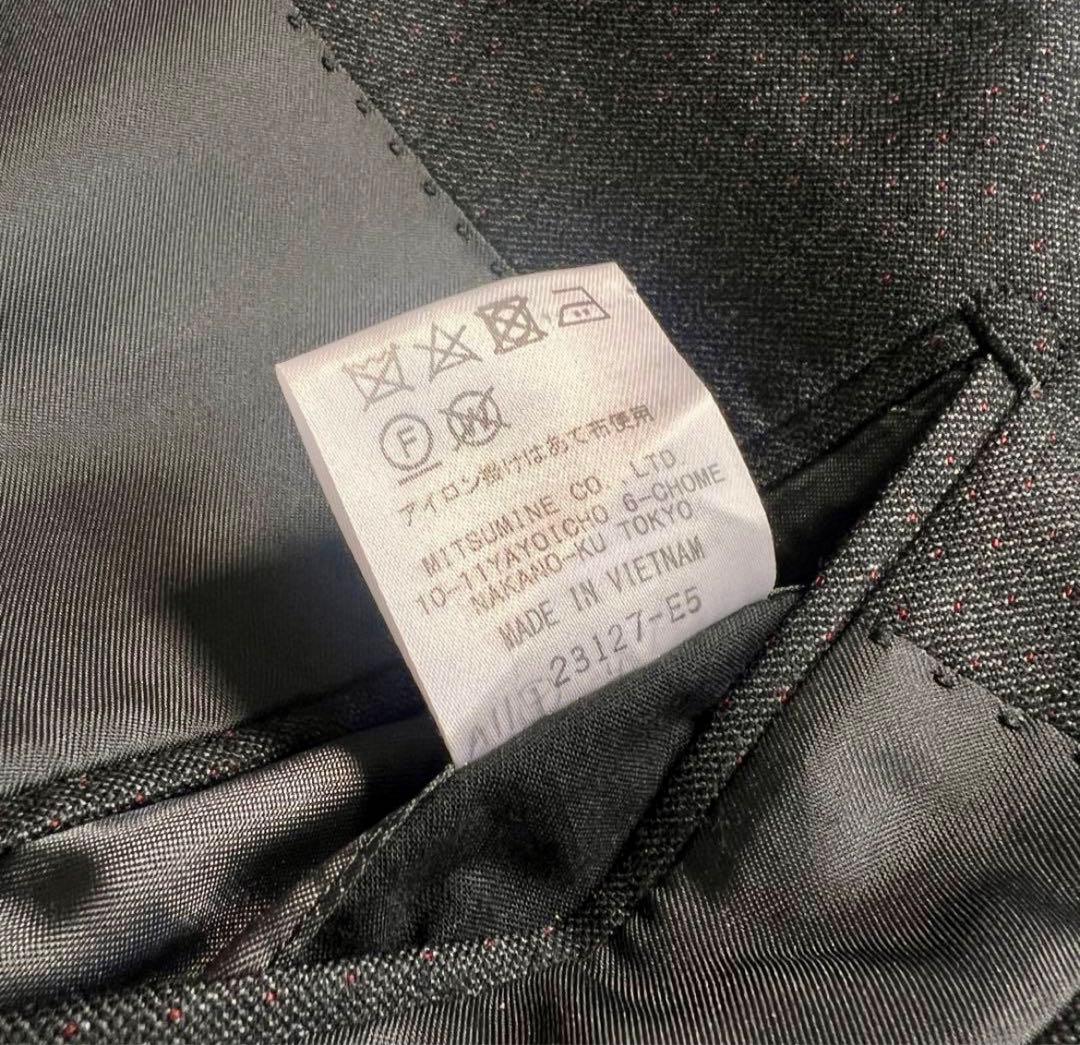 F W
アイロン掛けはあて布使用
MITSUMINE CO.,LTD.
10-11YAYOICHO 6-CHOME
NAKANO-KU TOKYO
MADE IN VIETNAM
23127-E5